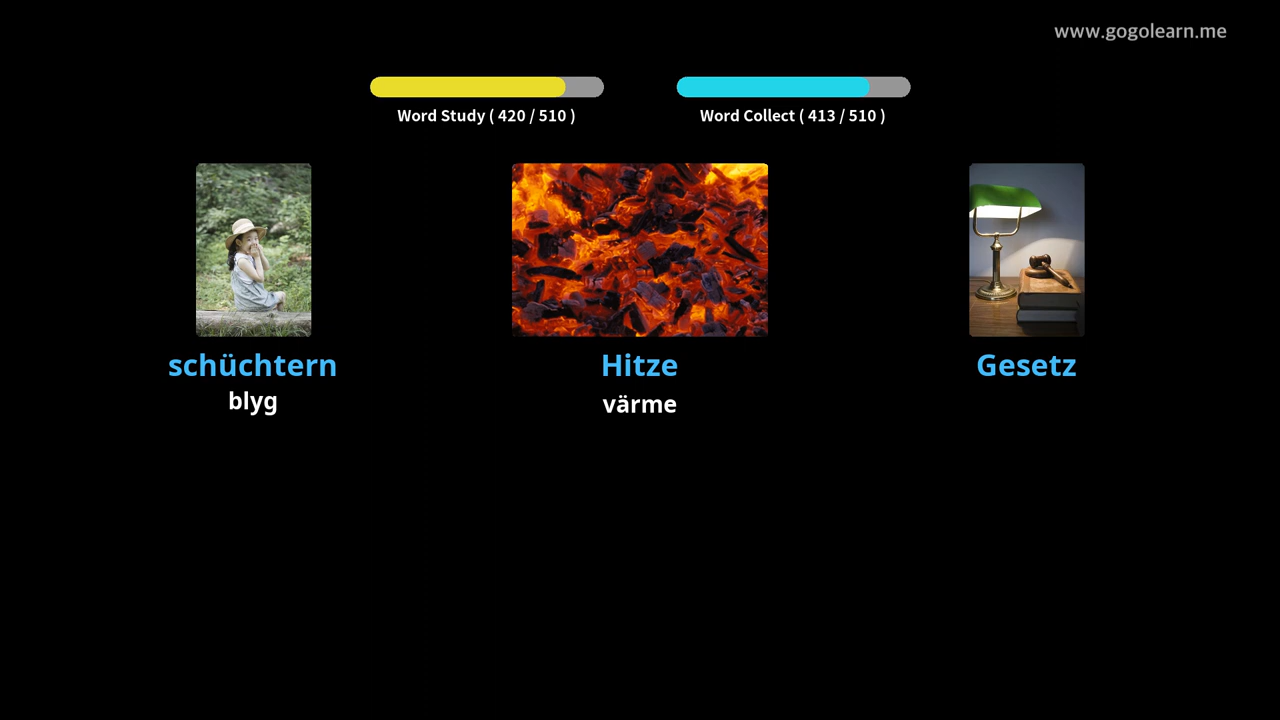 www.gogolearn.me
Word Study ( 420 / 510 )
Word Collect ( 413 / 510 )
schüchtern
blyg
Hitze
värme
Gesetz